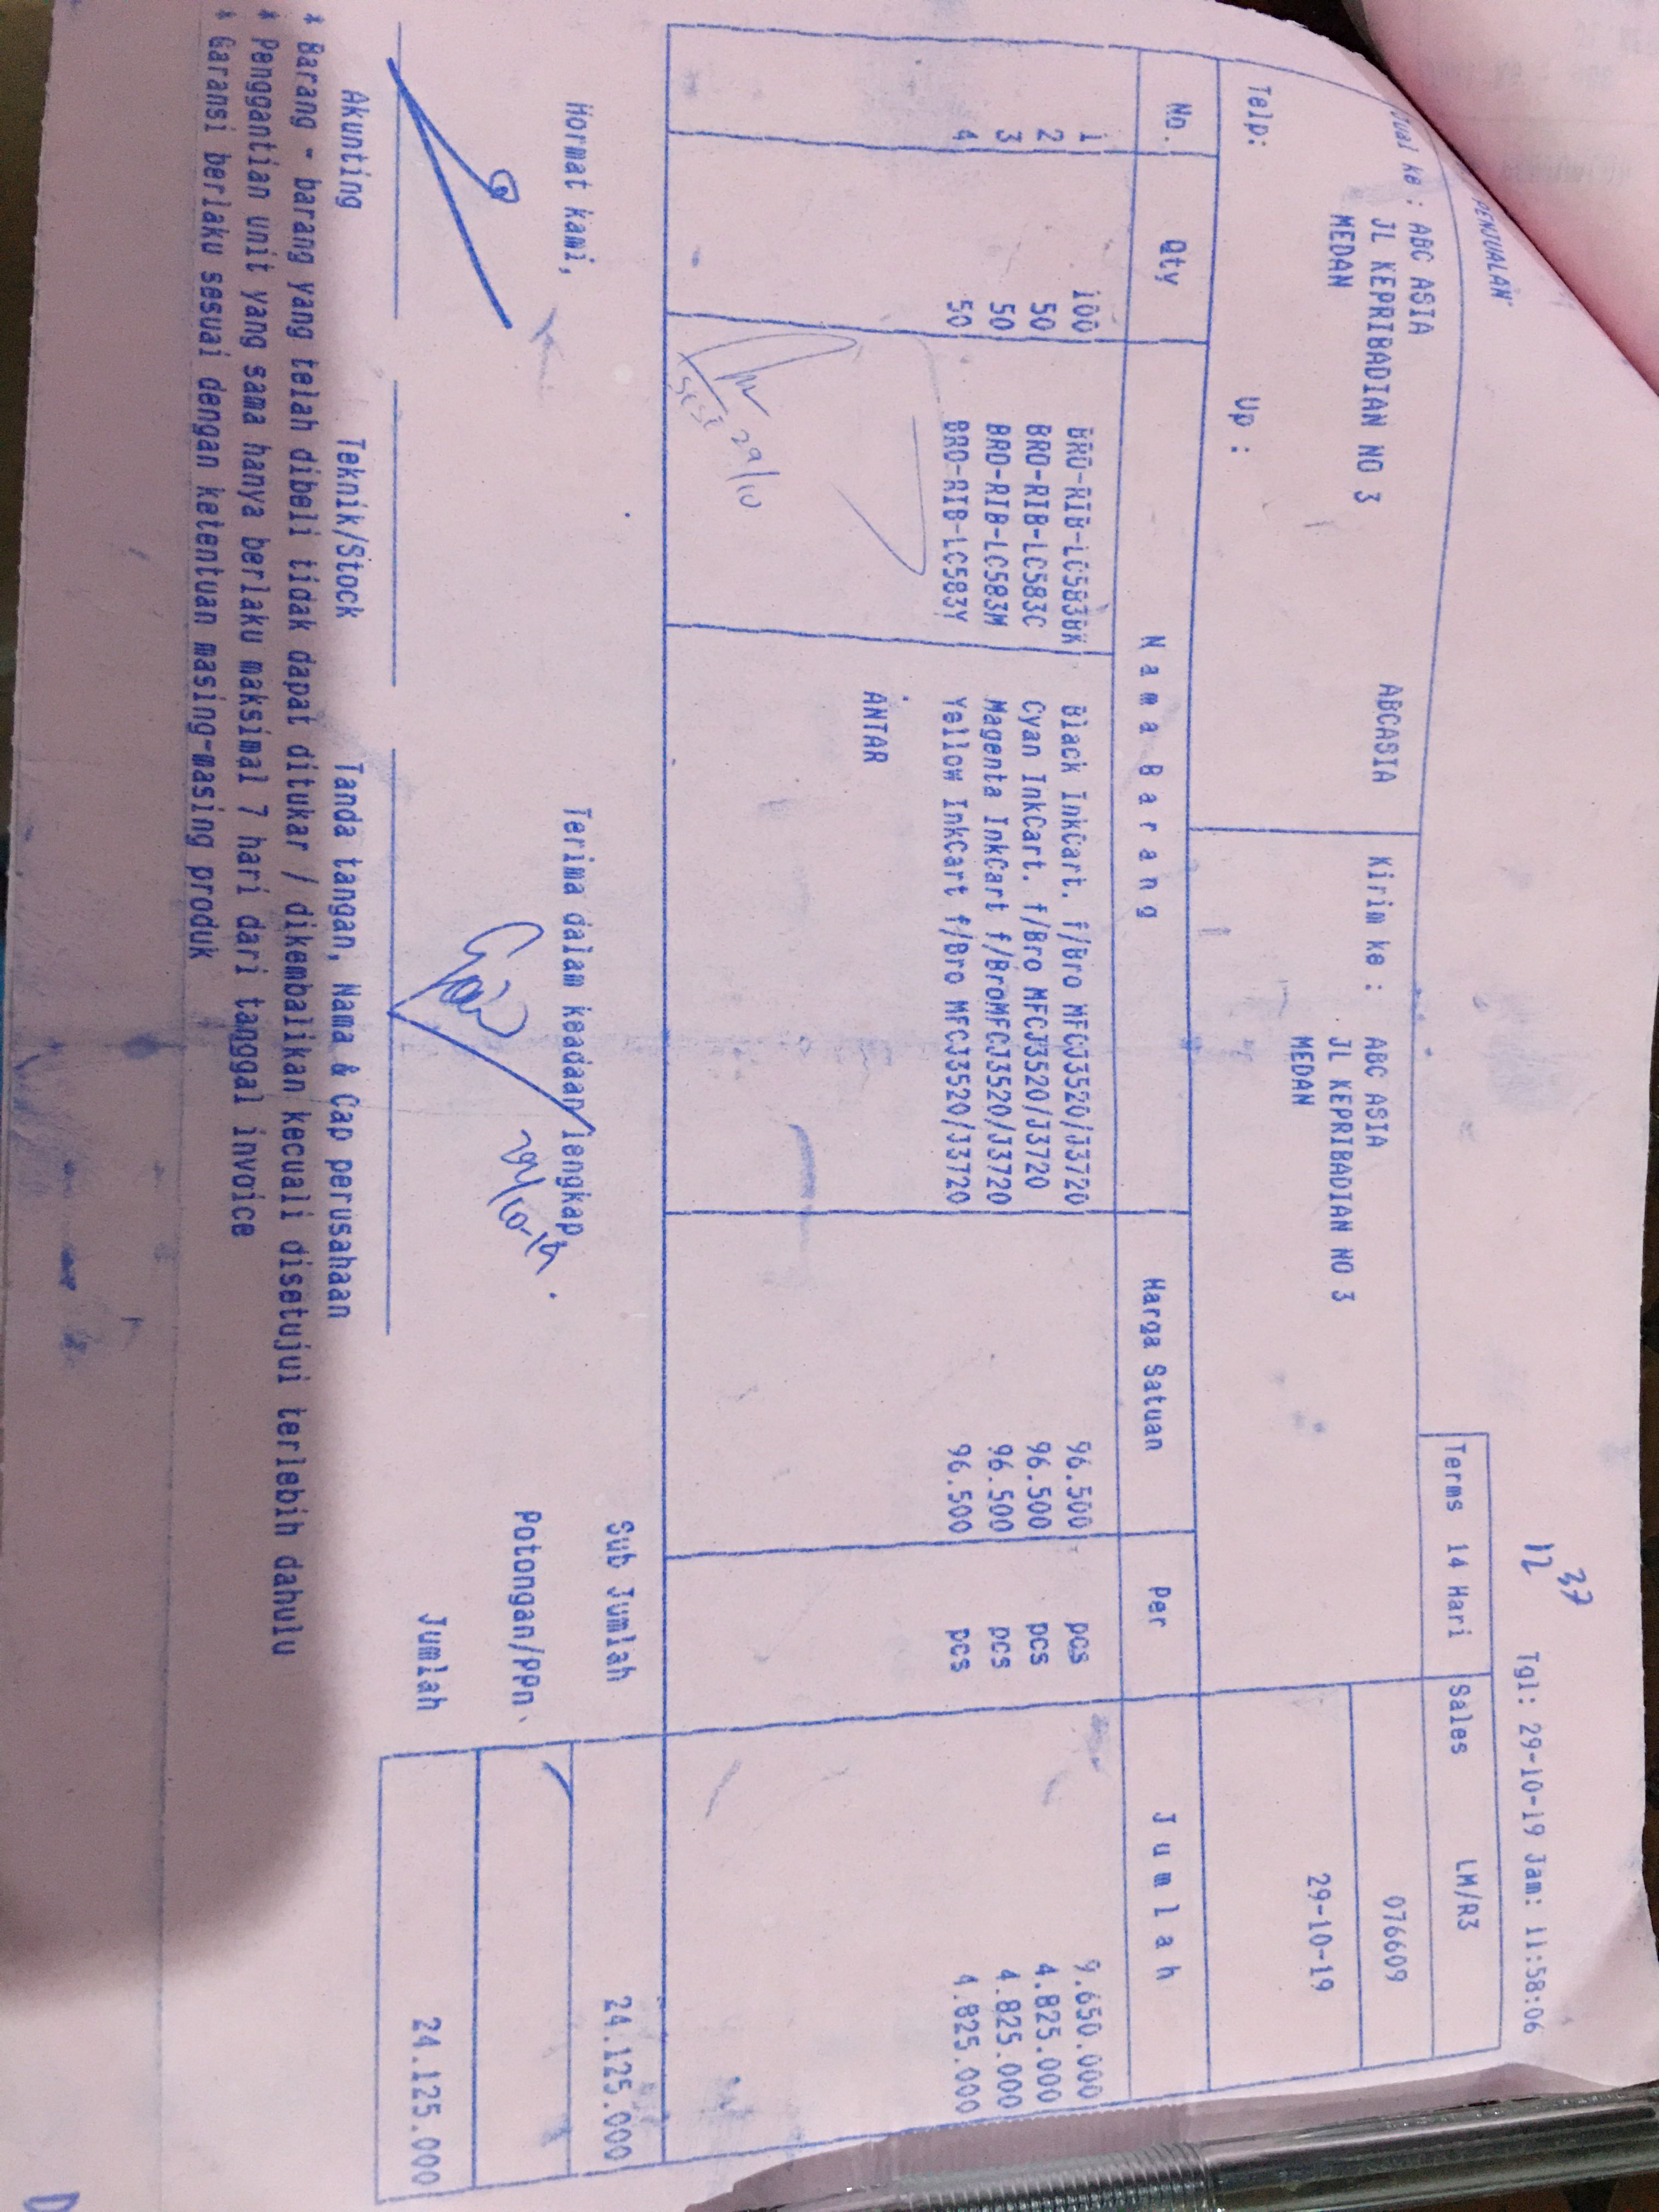 PENJUALAN
12 37
Tgl: 29-10-19 Jam: 11:58:06
Terms 14 Hari Sales LM/R3
Jual ke : ABC ASIA ABCASIA
JL KEPRIBADIAN NO 3
MEDAN
Kirim ke : ABC ASIA
JL KEPRIBADIAN NO 3
MEDAN
076609
29-10-19
Telp: Up :
No. Qty Nama Barang Harga Satuan Per Jumlah
1 100 BRO-RIB-LC583BK Black InkCart. f/Bro MFCJ3520/J3720 96.500 pcs 9.650.000
2 50 BRO-RIB-LC583C Cyan InkCart. f/Bro MFCJ3520/J3720 96.500 pcs 4.825.000
3 50 BRO-RIB-LC583M Magenta InkCart f/BroMFCJ3520/J3720 96.500 pcs 4.825.000
4 50 BRO-RIB-LC583Y Yellow InkCart f/Bro MFCJ3520/J3720 96.500 pcs 4.825.000
ANTAR
29/10
Sub Jumlah 24.125.000
Hormat kami, Terima dalam keadaan lengkap,
Potongan/PPn
29/10-19
Jumlah 24.125.000
Akunting Teknik/Stock Tanda tangan, Nama & Cap perusahaan
* Barang - barang yang telah dibeli tidak dapat ditukar / dikembalikan kecuali disetujui terlebih dahulu
* Penggantian unit yang sama hanya berlaku maksimal 7 hari dari tanggal invoice
* Garansi berlaku sesuai dengan ketentuan masing-masing produk
D